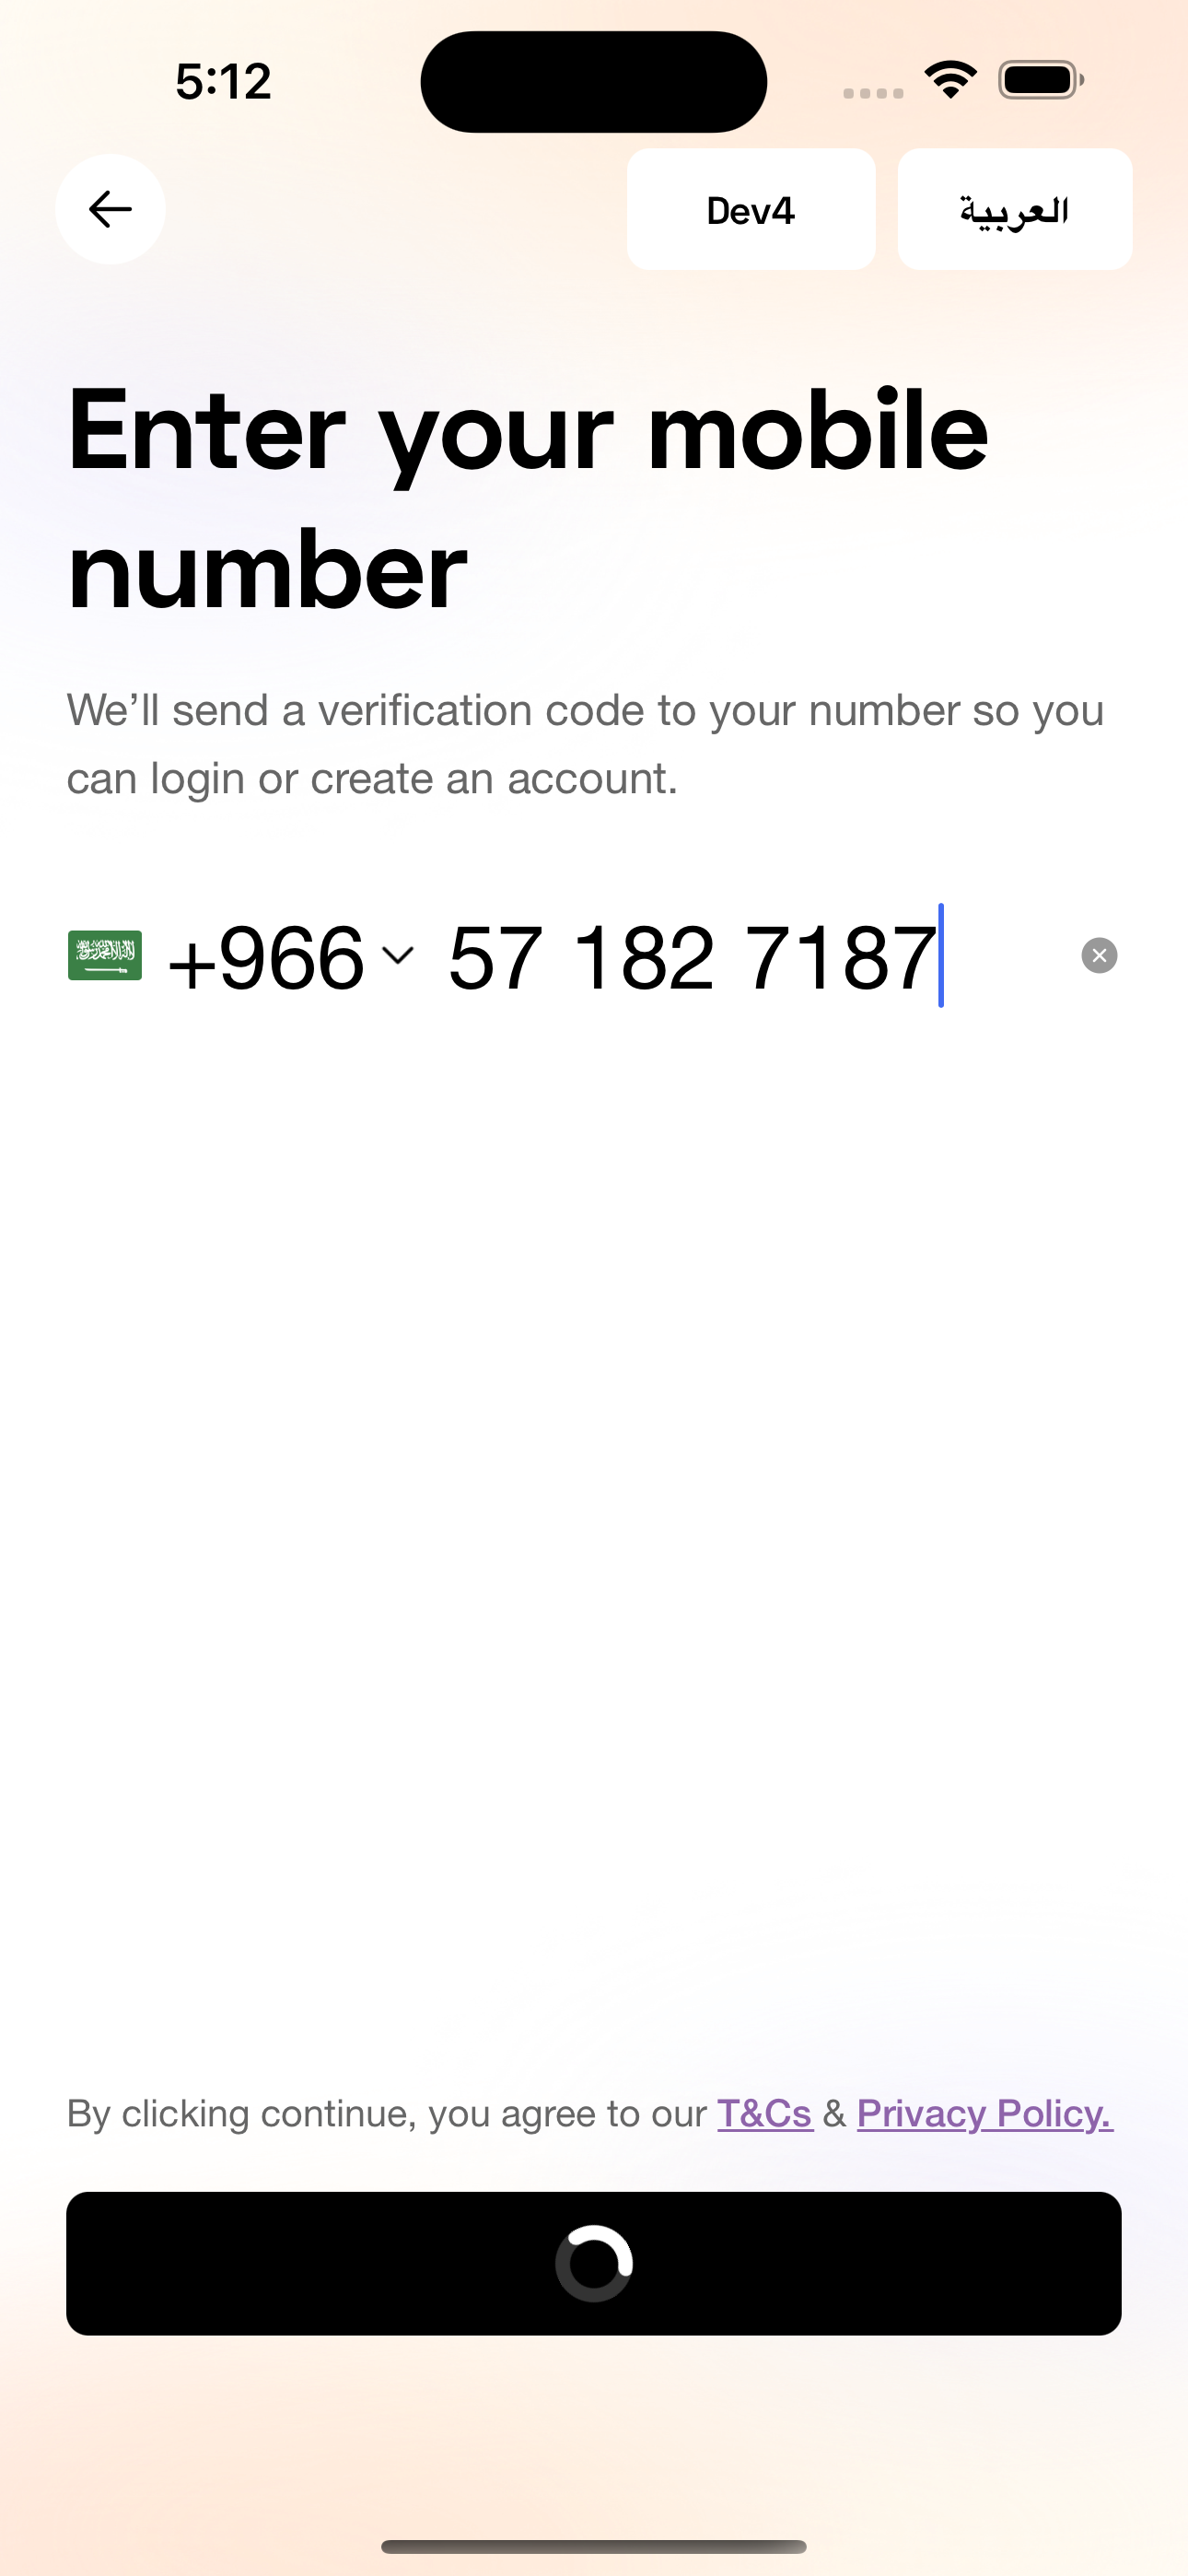 5:12
Dev4
العربية
Enter your mobile
number
We’ll send a verification code to your number so you
can login or create an account.
+966 57 182 7187
By clicking continue, you agree to our T&Cs & Privacy Policy.